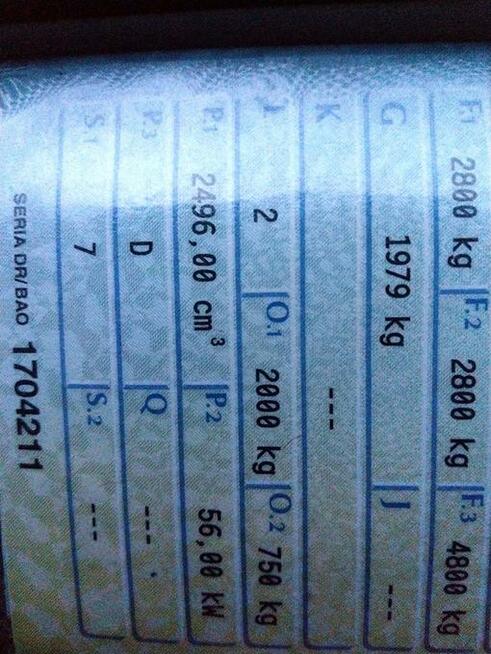 F.1 2800 kg F.2 2800 kg F.3 4800 kg
G 1979 kg J ---
K ---
L 2 O.1 2000 kg O.2 750 kg
P.1 2496,00 cm³ P.2 56,00 kW
P.3 D Q ---
S.1 7 S.2 ---
SERIA DR/BAO 1704211